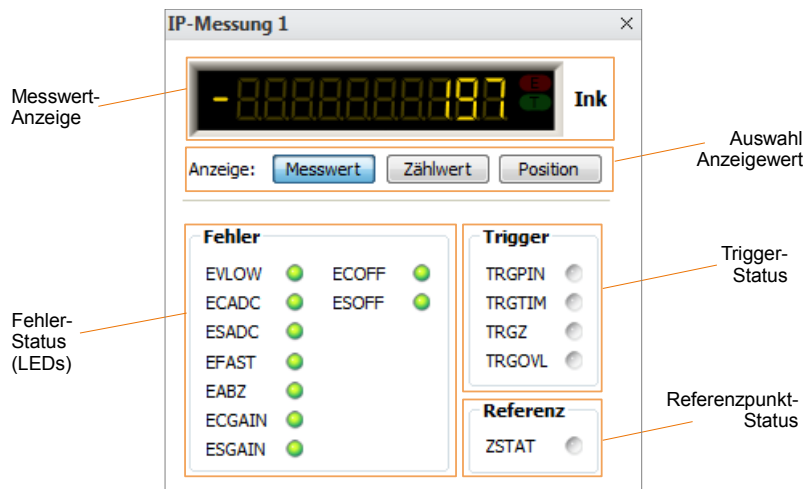 IP-Messung 1
- 197
E
T
Ink
Messwert-
Anzeige
Auswahl
Anzeigewert
Anzeige: Messwert Zählwert Position
Fehler
EVLOW ECOFF
ECADC ESOFF
ESADC
EFAST
EABZ
ECGAIN
ESGAIN
Fehler-
Status
(LEDs)
Trigger
TRGPIN
TRGTIM
TRGZ
TRGOVL
Trigger-
Status
Referenz
ZSTAT
Referenzpunkt-
Status